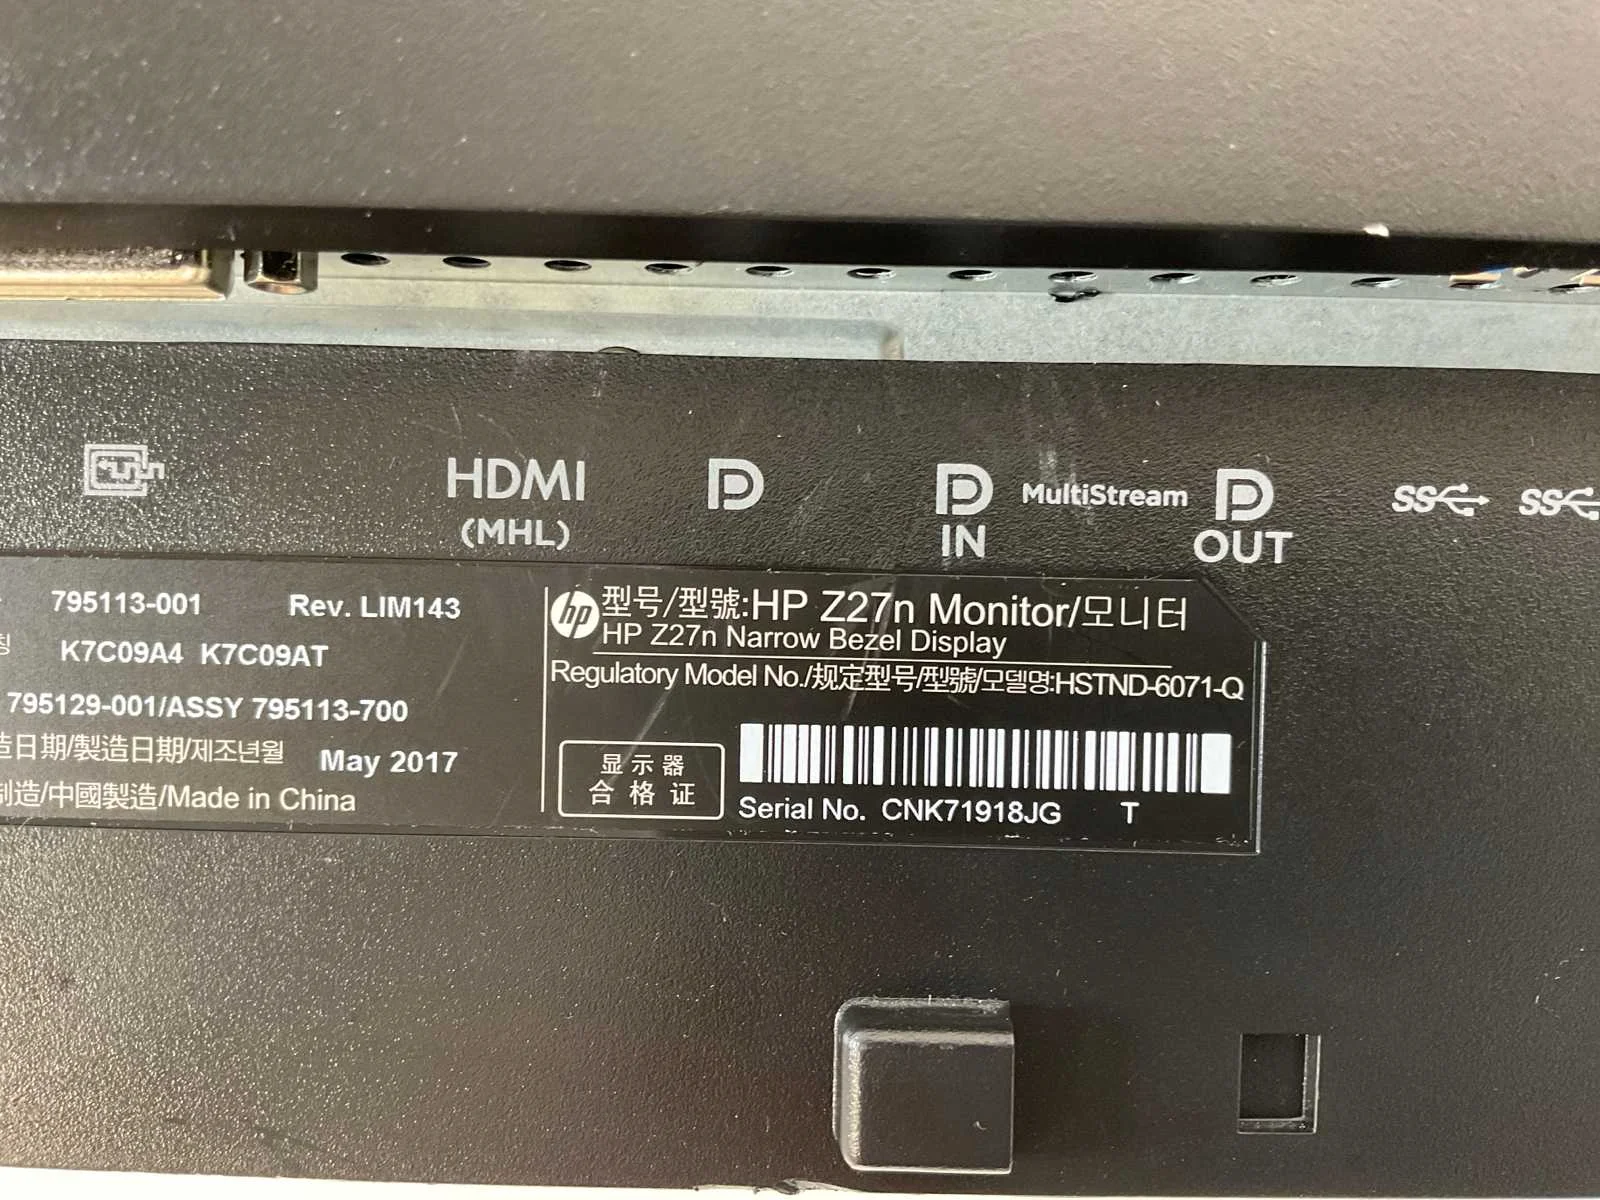 HDMI
(MHL)
IN
MultiStream
OUT
SS
SS
795113-001 Rev. LIM143
K7C09A4 K7C09AT
795129-001/ASSY 795113-700
造日期/製造日期/제조년월 May 2017
制造/中國製造/Made in China
hp
型号/型號:HP Z27n Monitor/모니터
HP Z27n Narrow Bezel Display
Regulatory Model No./规定型号/型號/모델명:HSTND-6071-Q
显示器
合格证
Serial No. CNK71918JG T